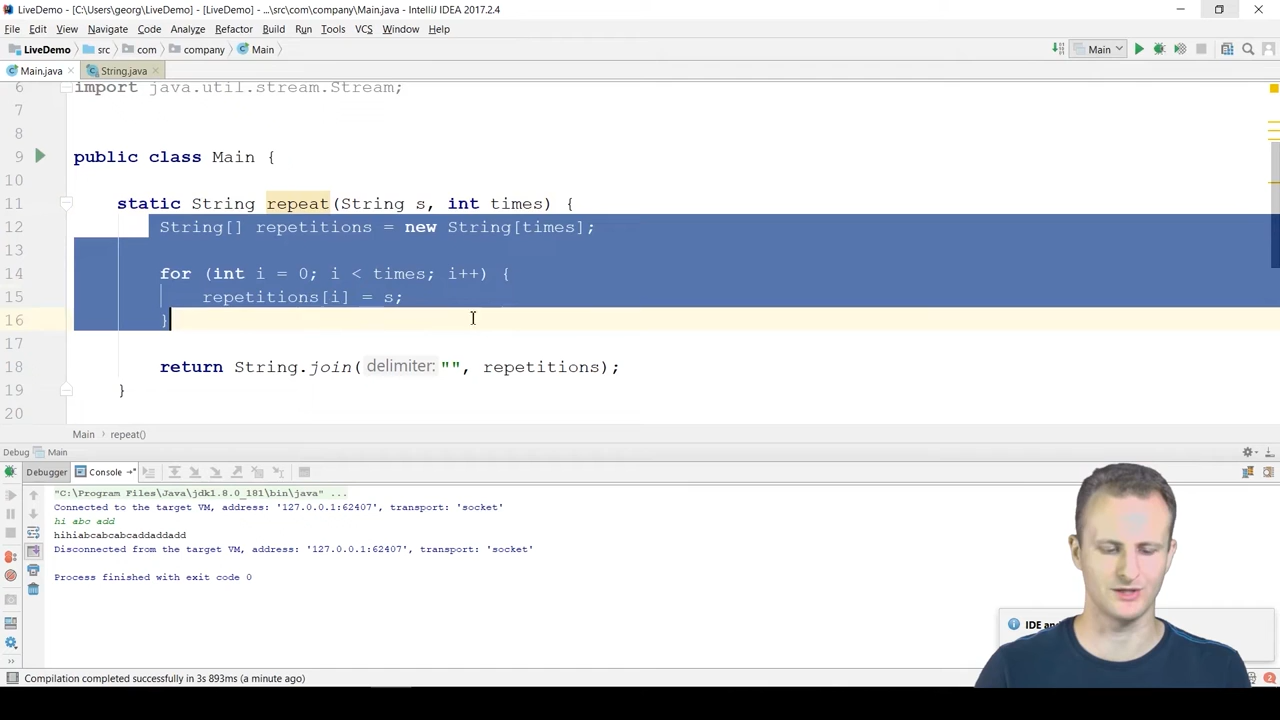 LiveDemo - [C:\Users\georg\LiveDemo] - [LiveDemo] - ...\src\com\company\Main.java - IntelliJ IDEA 2017.2.4
File Edit View Navigate Code Analyze Refactor Build Run Tools VCS Window Help
LiveDemo src com company Main Main
Main.java String.java
6 import java.util.stream.Stream;
7
8
9 public class Main {
10
11 static String repeat(String s, int times) {
12 String[] repetitions = new String[times];
13
14 for (int i = 0; i < times; i++) {
15 repetitions[i] = s;
16 }
17
18 return String.join( delimiter: "", repetitions);
19 }
20
Main repeat()
Debug Main
Debugger Console
"C:\Program Files\Java\jdk1.8.0_181\bin\java" ...
Connected to the target VM, address: '127.0.0.1:62407', transport: 'socket'
hi abc add
hihiabcabcabcaddaddadd
Disconnected from the target VM, address: '127.0.0.1:62407', transport: 'socket'
Process finished with exit code 0
IDE and
Compilation completed successfully in 3s 893ms (a minute ago)
2